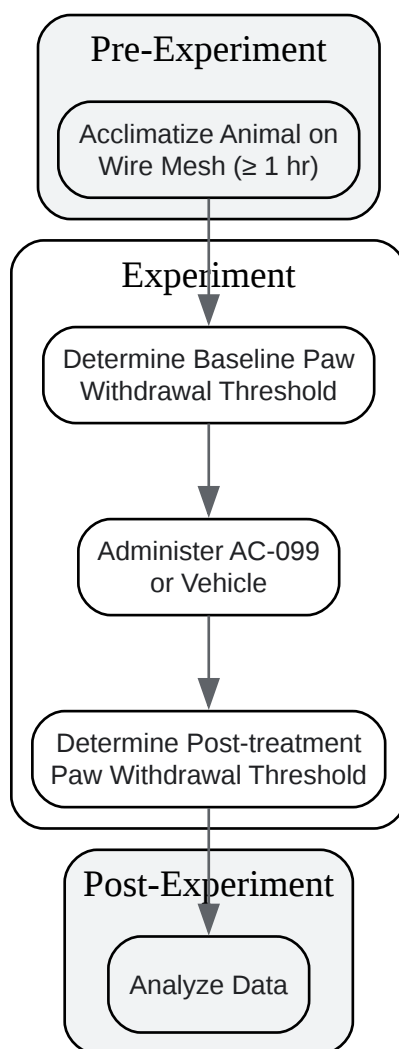 Pre-Experiment
Acclimatize Animal on
Wire Mesh (≥ 1 hr)
Experiment
Determine Baseline Paw
Withdrawal Threshold
Administer AC-099
or Vehicle
Determine Post-treatment
Paw Withdrawal Threshold
Post-Experiment
Analyze Data